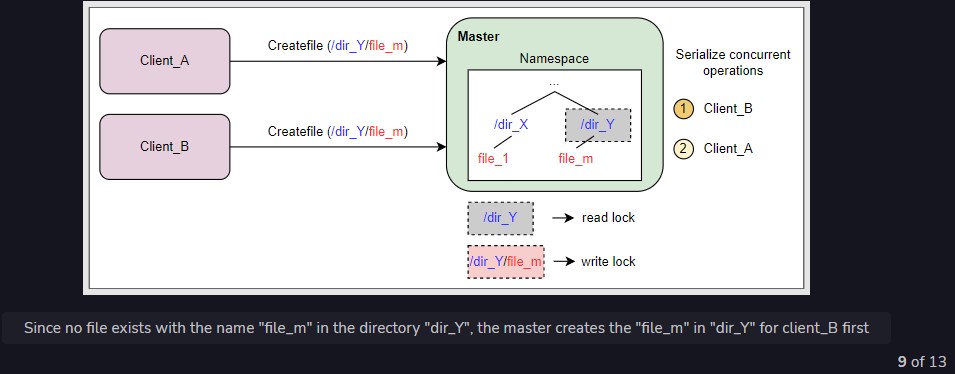 Client_A
Createfile (/dir_Y/file_m)
Client_B
Createfile (/dir_Y/file_m)
Master
Namespace
...
/dir_X
/dir_Y
file_1
file_m
Serialize concurrent
operations
1 Client_B
2 Client_A
/dir_Y read lock
/dir_Y/file_m write lock
Since no file exists with the name "file_m" in the directory "dir_Y", the master creates the "file_m" in "dir_Y" for client_B first
9 of 13